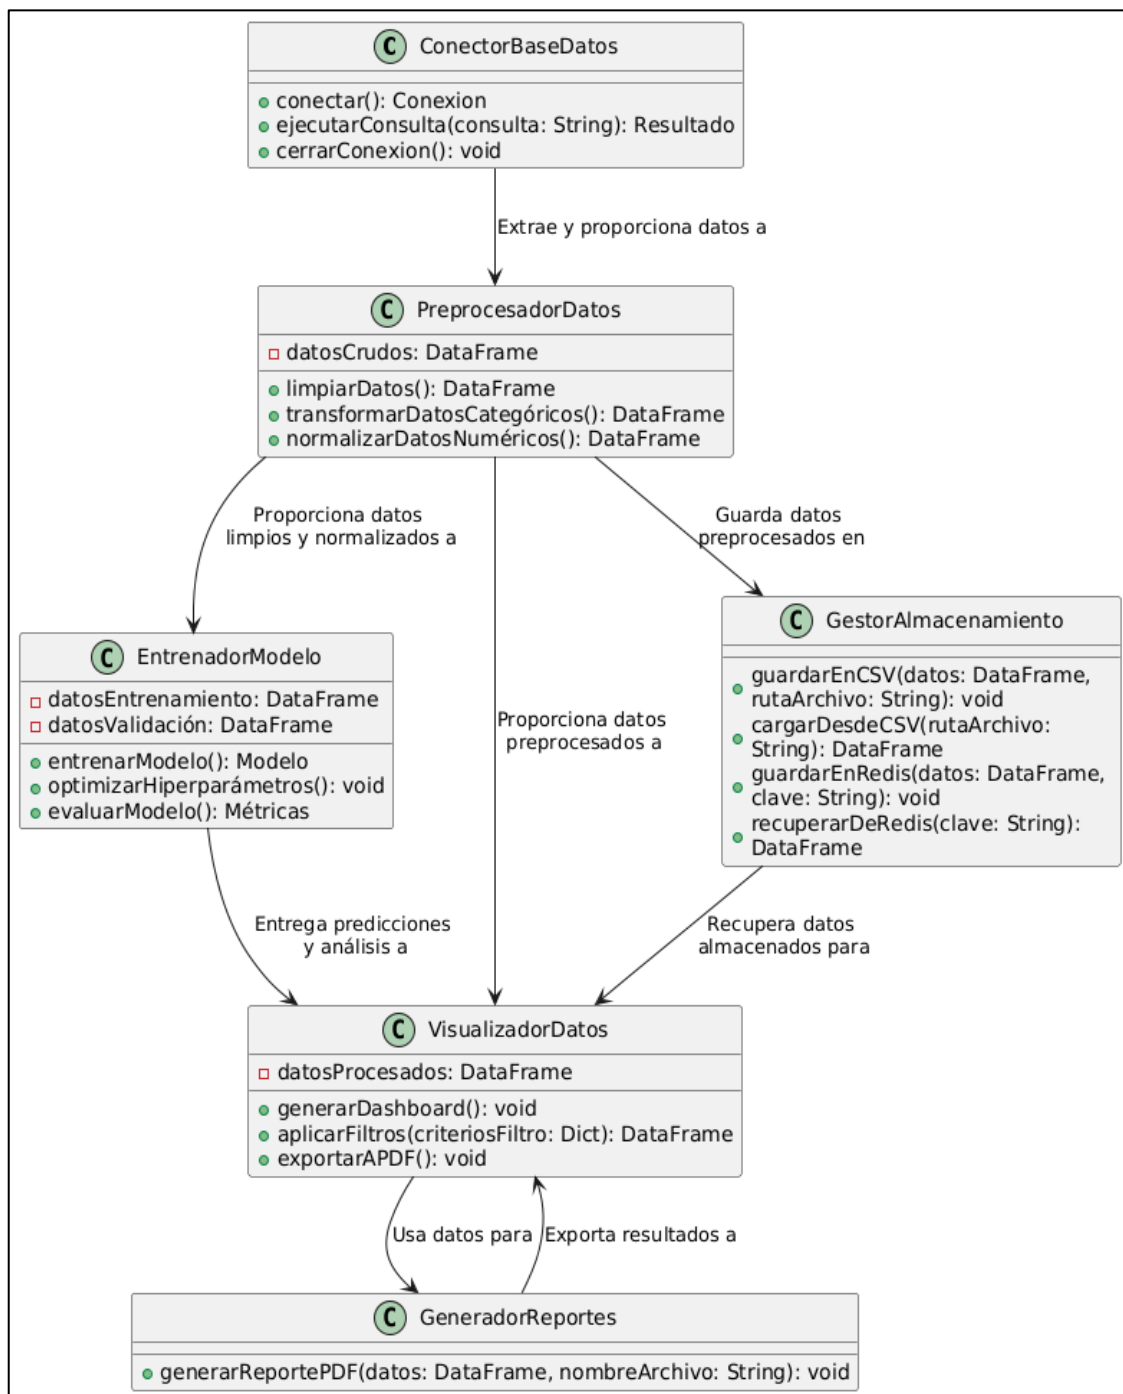 C ConectorBaseDatos
conectar(): Conexion
ejecutarConsulta(consulta: String): Resultado
cerrarConexion(): void
Extrae y proporciona datos a
C PreprocesadorDatos
datosCrudos: DataFrame
limpiarDatos(): DataFrame
transformarDatosCategóricos(): DataFrame
normalizarDatosNuméricos(): DataFrame
Proporciona datos
limpios y normalizados a
Guarda datos
preprocesados en
C EntrenadorModelo
datosEntrenamiento: DataFrame
datosValidación: DataFrame
entrenarModelo(): Modelo
optimizarHiperparámetros(): void
evaluarModelo(): Métricas
Proporciona datos
preprocesados a
C GestorAlmacenamiento
guardarEnCSV(datos: DataFrame,
rutaArchivo: String): void
cargarDesdeCSV(rutaArchivo:
String): DataFrame
guardarEnRedis(datos: DataFrame,
clave: String): void
recuperarDeRedis(clave: String):
DataFrame
Entrega predicciones
y análisis a
Recupera datos
almacenados para
C VisualizadorDatos
datosProcesados: DataFrame
generarDashboard(): void
aplicarFiltros(criteriosFiltro: Dict): DataFrame
exportarAPDF(): void
Usa datos para
Exporta resultados a
C GeneradorReportes
generarReportePDF(datos: DataFrame, nombreArchivo: String): void